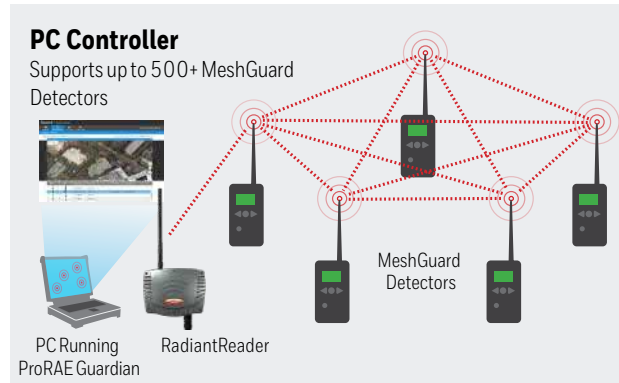 PC Controller
Supports up to 500+ MeshGuard
Detectors
MeshGuard
Detectors
PC Running
ProRAE Guardian
RadiantReader